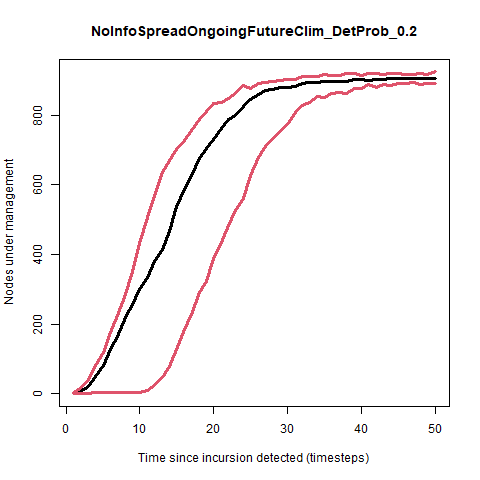 NoInfoSpreadOngoingFutureClim_DetProb_0.2
Nodes under management
800
600
400
200
0
0 10 20 30 40 50
Time since incursion detected (timesteps)